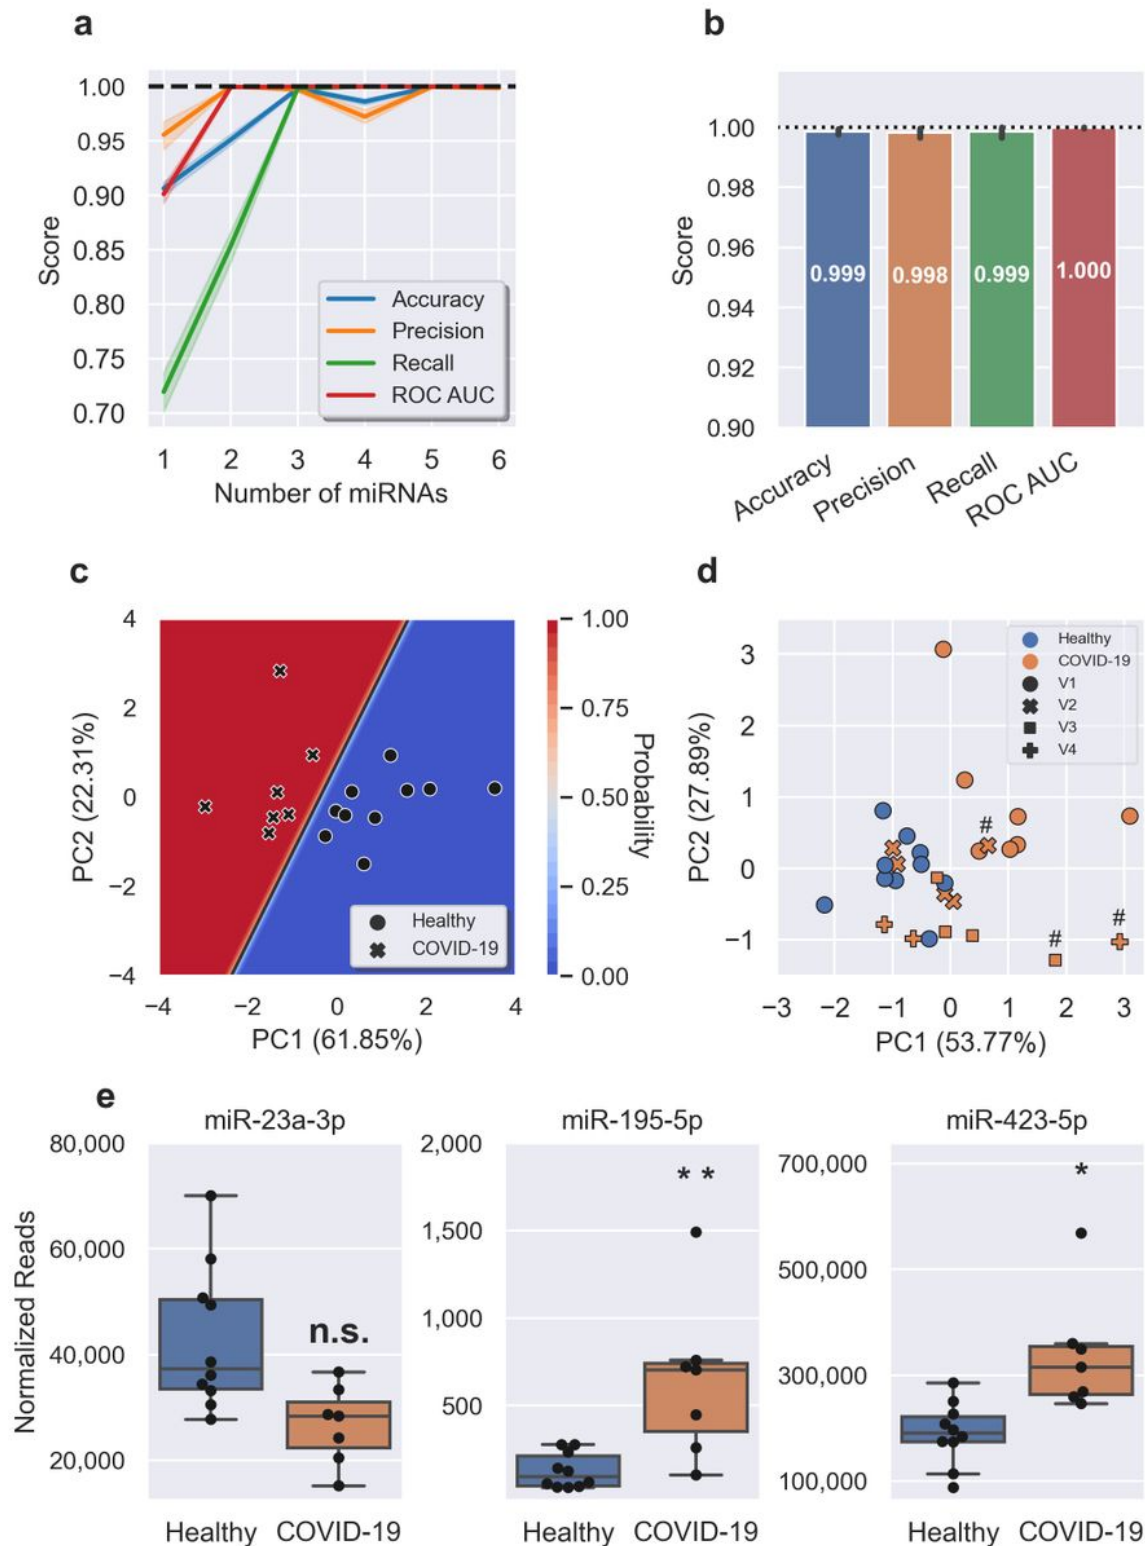 a
1.00
0.95
0.90
0.85
0.80
0.75
0.70
Score
Accuracy
Precision
Recall
ROC AUC
1 2 3 4 5 6
Number of miRNAs
b
1.00
0.98
0.96
0.94
0.92
0.90
Score
0.999 0.998 0.999 1.000
Accuracy Precision Recall ROC AUC
c
4
2
0
−2
−4
PC2 (22.31%)
Healthy
COVID-19
−4 −2 0 2 4
PC1 (61.85%)
1.00
0.75
0.50
0.25
0.00
Probability
d
3
2
1
0
−1
PC2 (27.89%)
Healthy
COVID-19
V1
V2
V3
V4
#
#
#
−3 −2 −1 0 1 2 3
PC1 (53.77%)
e
miR-23a-3p
80,000
60,000
40,000
20,000
Normalized Reads
n.s.
Healthy COVID-19
miR-195-5p
2,000
1,500
1,000
500
* *
Healthy COVID-19
miR-423-5p
700,000
500,000
300,000
100,000
*
Healthy COVID-19